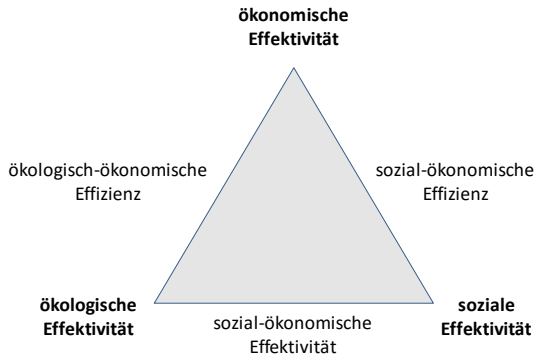 ökonomische
Effektivität
ökologisch-ökonomische
Effizienz
sozial-ökonomische
Effizienz
ökologische
Effektivität
sozial-ökonomische
Effektivität
soziale
Effektivität